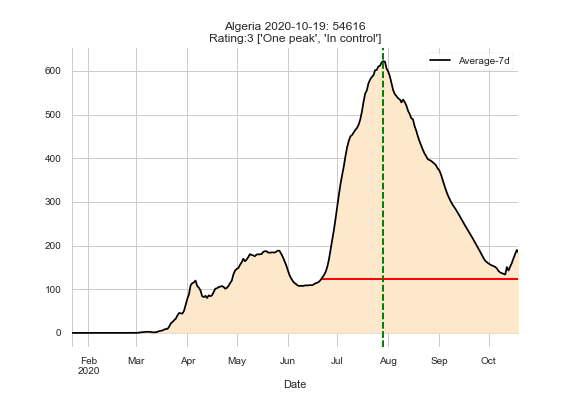 Algeria 2020-10-19: 54616
Rating:3 ['One peak', 'In control']
Average-7d
600
500
400
300
200
100
0
Feb Mar Apr May Jun Jul Aug Sep Oct
2020
Date